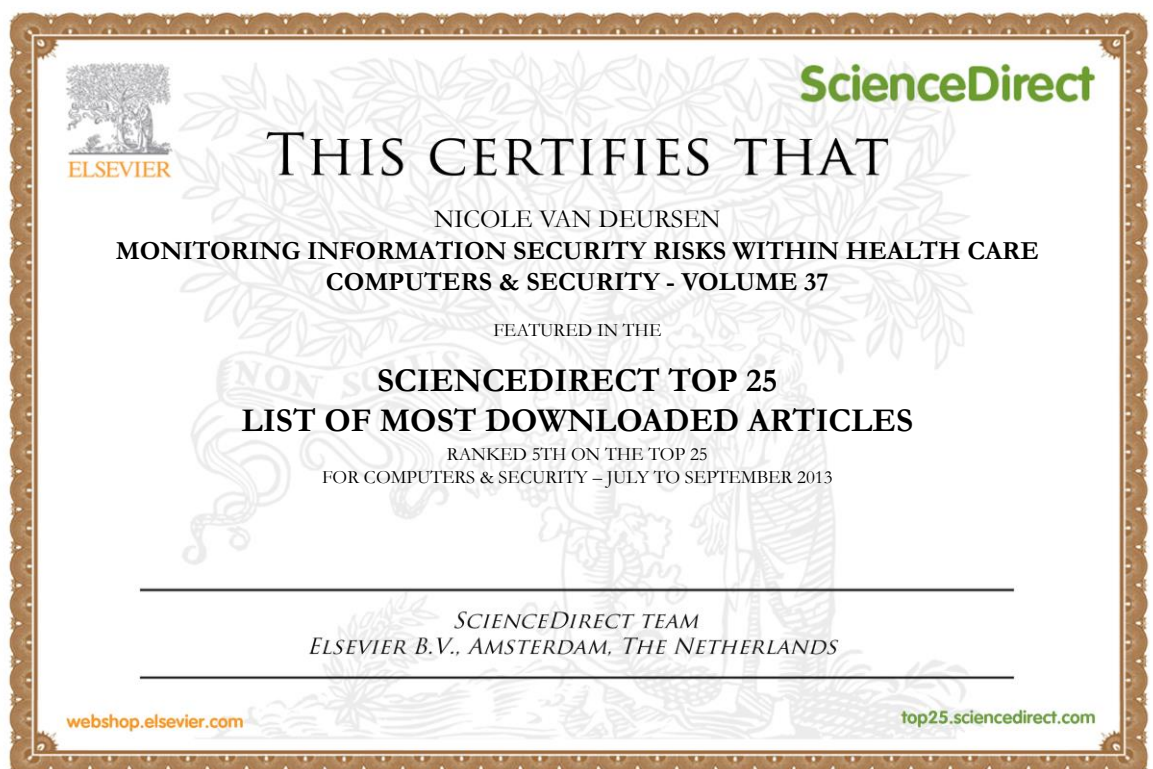 ScienceDirect
ELSEVIER
THIS CERTIFIES THAT
NICOLE VAN DEURSEN
MONITORING INFORMATION SECURITY RISKS WITHIN HEALTH CARE
COMPUTERS & SECURITY - VOLUME 37
FEATURED IN THE
NON SOLUS
SCIENCEDIRECT TOP 25
LIST OF MOST DOWNLOADED ARTICLES
RANKED 5TH ON THE TOP 25
FOR COMPUTERS & SECURITY – JULY TO SEPTEMBER 2013
SCIENCEDIRECT TEAM
ELSEVIER B.V., AMSTERDAM, THE NETHERLANDS
webshop.elsevier.com
top25.sciencedirect.com